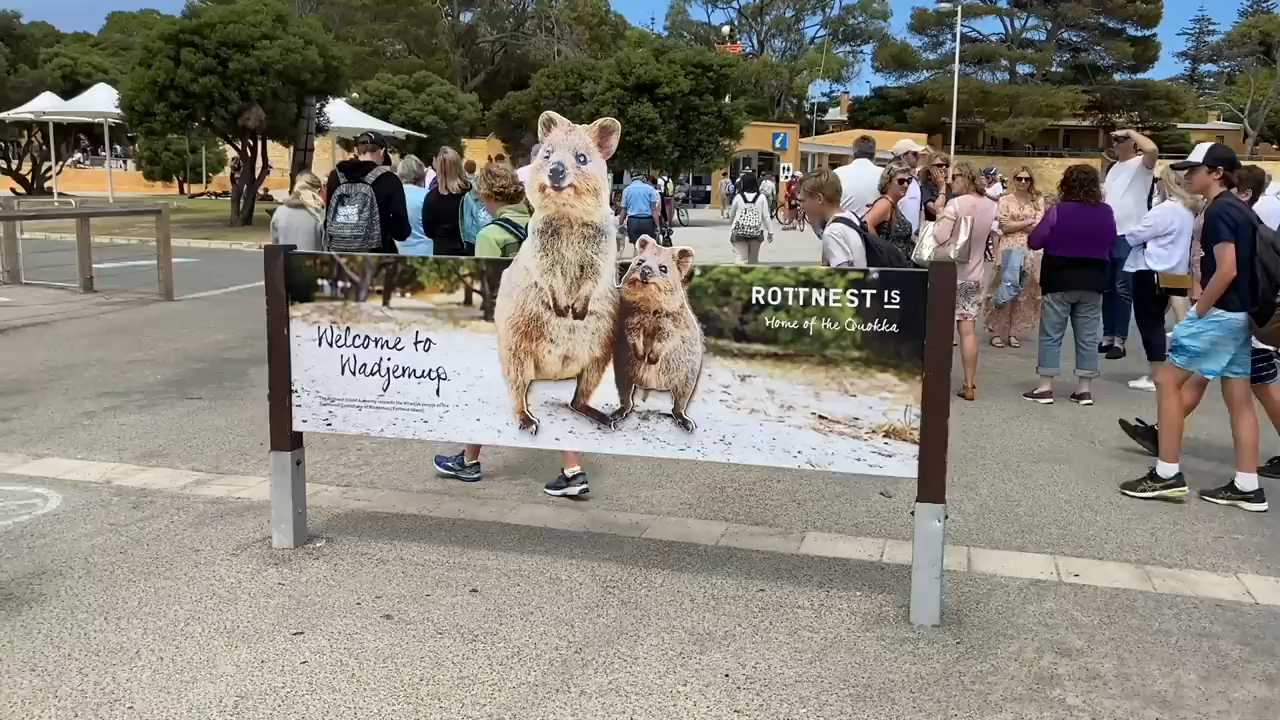 Welcome to
Wadjemup
ROTTNEST IS
Home of the Quokka
i